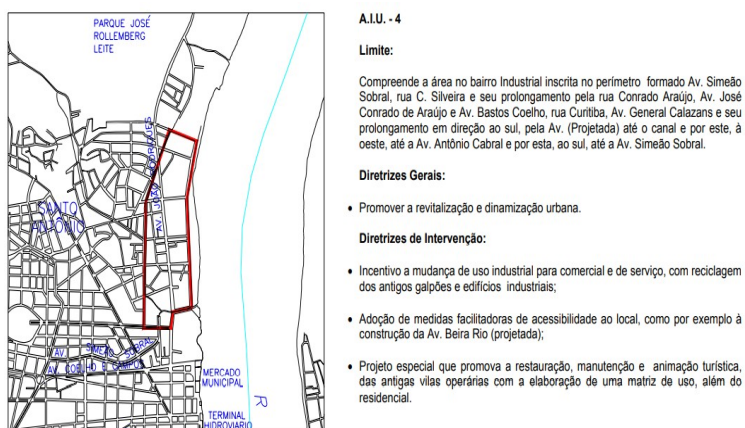 PARQUE JOSÉ
ROLLEMBERG
LEITE
AV. JOÃO RODRIGUES
SANTO
ANTÔNIO
AV. SIMEÃO SOBRAL
AV. COELHO E CAMPOS
MERCADO
MUNICIPAL
R
TERMINAL
HIDROVIARIO
A.I.U. - 4
Limite:
Compreende a área no bairro Industrial inscrita no perímetro formado Av. Simeão
Sobral, rua C. Silveira e seu prolongamento pela rua Conrado Araújo, Av. José
Conrado de Araújo e Av. Bastos Coelho, rua Curitiba, Av. General Calazans e seu
prolongamento em direção ao sul, pela Av. (Projetada) até o canal e por este, à
oeste, até a Av. Antônio Cabral e por esta, ao sul, até a Av. Simeão Sobral.
Diretrizes Gerais:
• Promover a revitalização e dinamização urbana.
Diretrizes de Intervenção:
• Incentivo a mudança de uso industrial para comercial e de serviço, com reciclagem
dos antigos galpões e edifícios industriais;
• Adoção de medidas facilitadoras de acessibilidade ao local, como por exemplo à
construção da Av. Beira Rio (projetada);
• Projeto especial que promova a restauração, manutenção e animação turística,
das antigas vilas operárias com a elaboração de uma matriz de uso, além do
residencial.